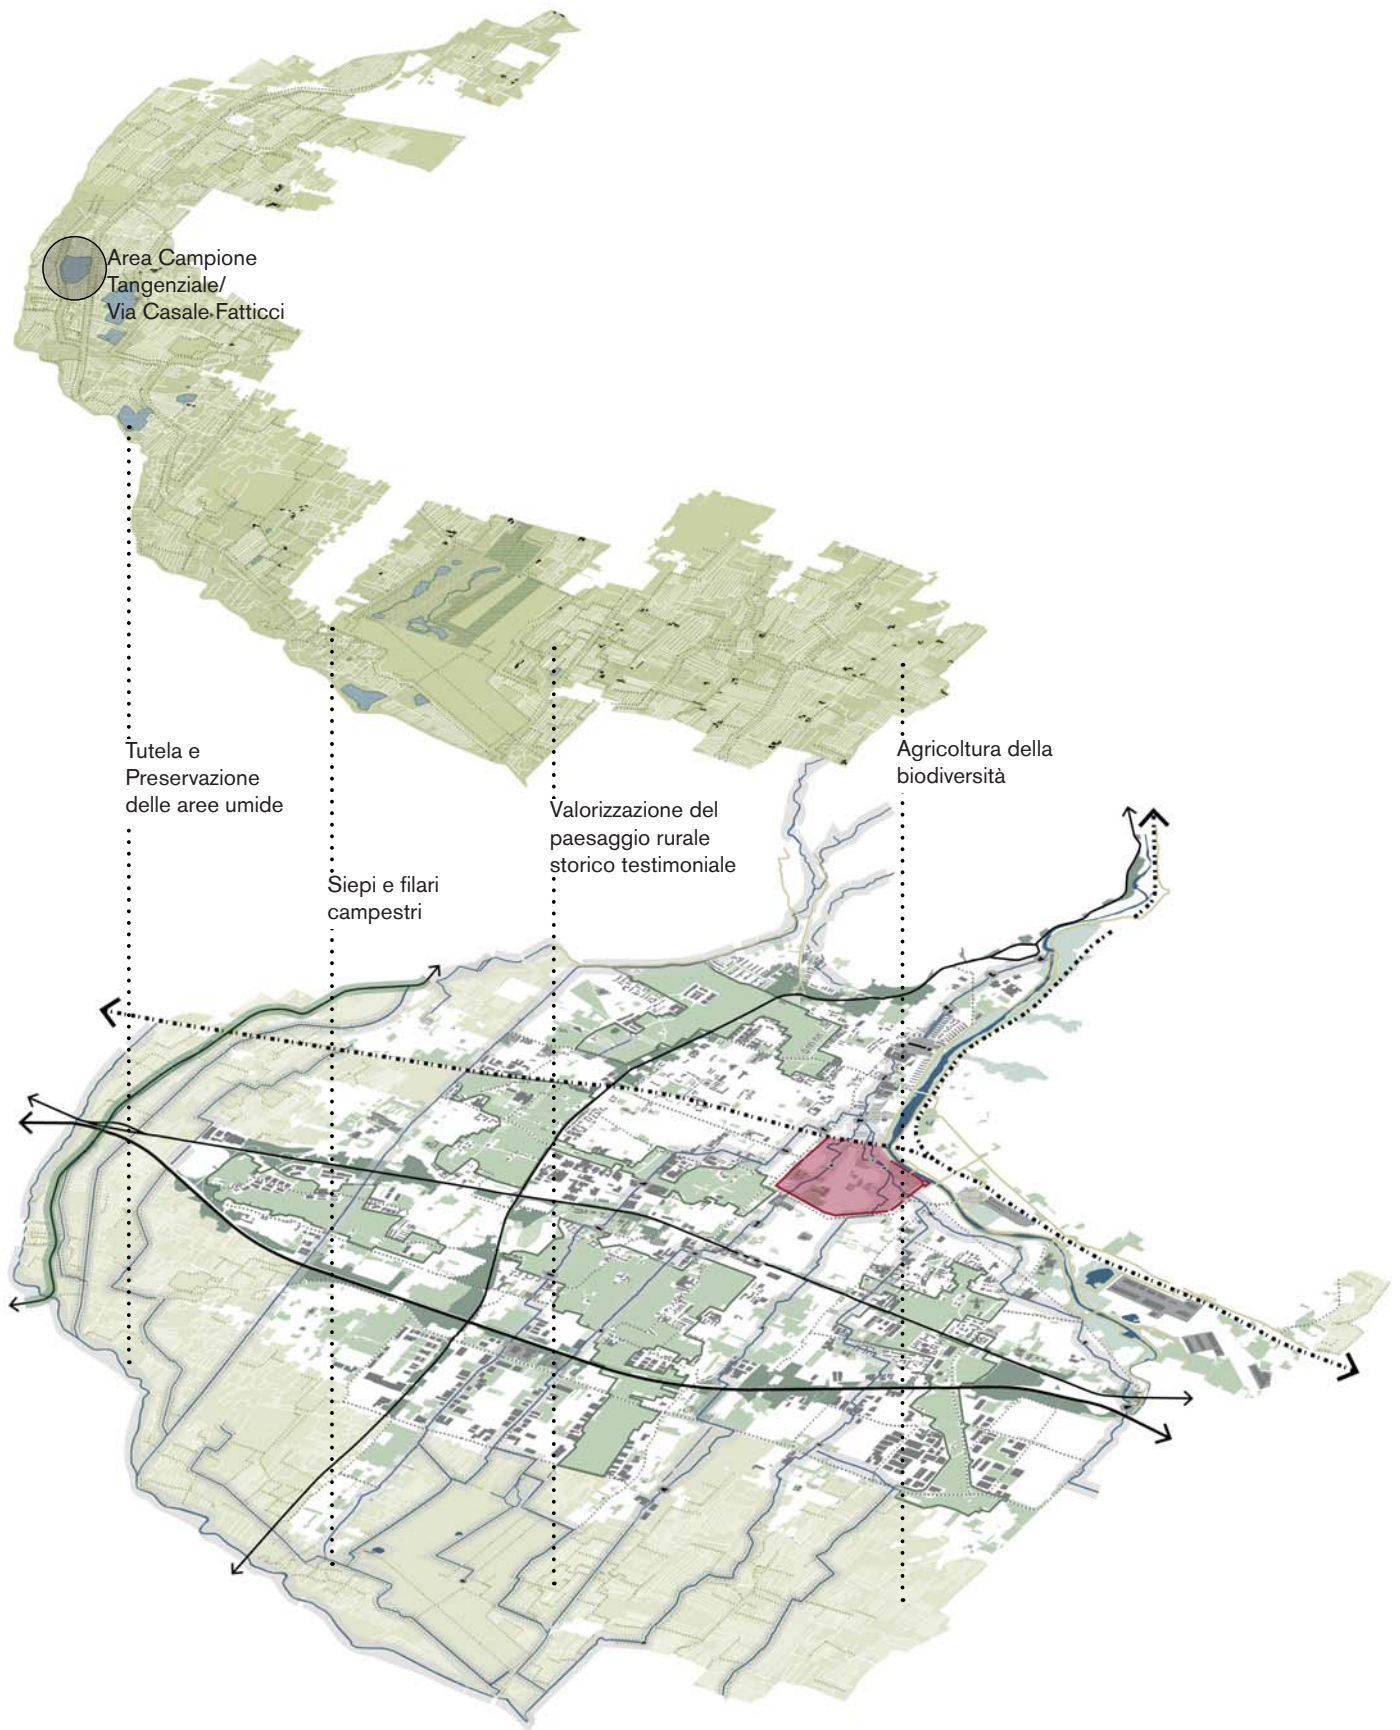 Area Campione
Tangenziale/
Via Casale Fatticci
Tutela e
Preservazione
delle aree umide
Siepi e filari
campestri
Valorizzazione del
paesaggio rurale
storico testimoniale
Agricoltura della
biodiversità